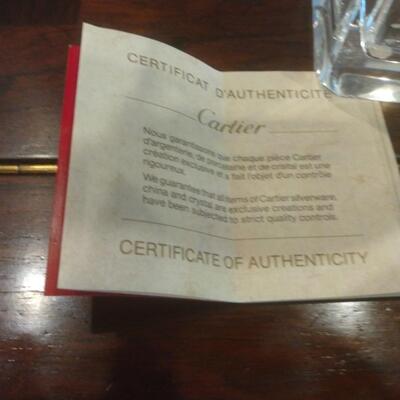 CERTIFICAT D'AUTHENTICITE
Cartier
Nous garantissons que chaque pièce Cartier
d'argenterie, de porcelaine et de cristal est une
création exclusive et a fait l'objet d'un contrôle
rigoureux.
We guarantee that all items of Cartier silverware,
china and crystal are exclusive creations and
have been subjected to strict quality controls.
CERTIFICATE OF AUTHENTICITY